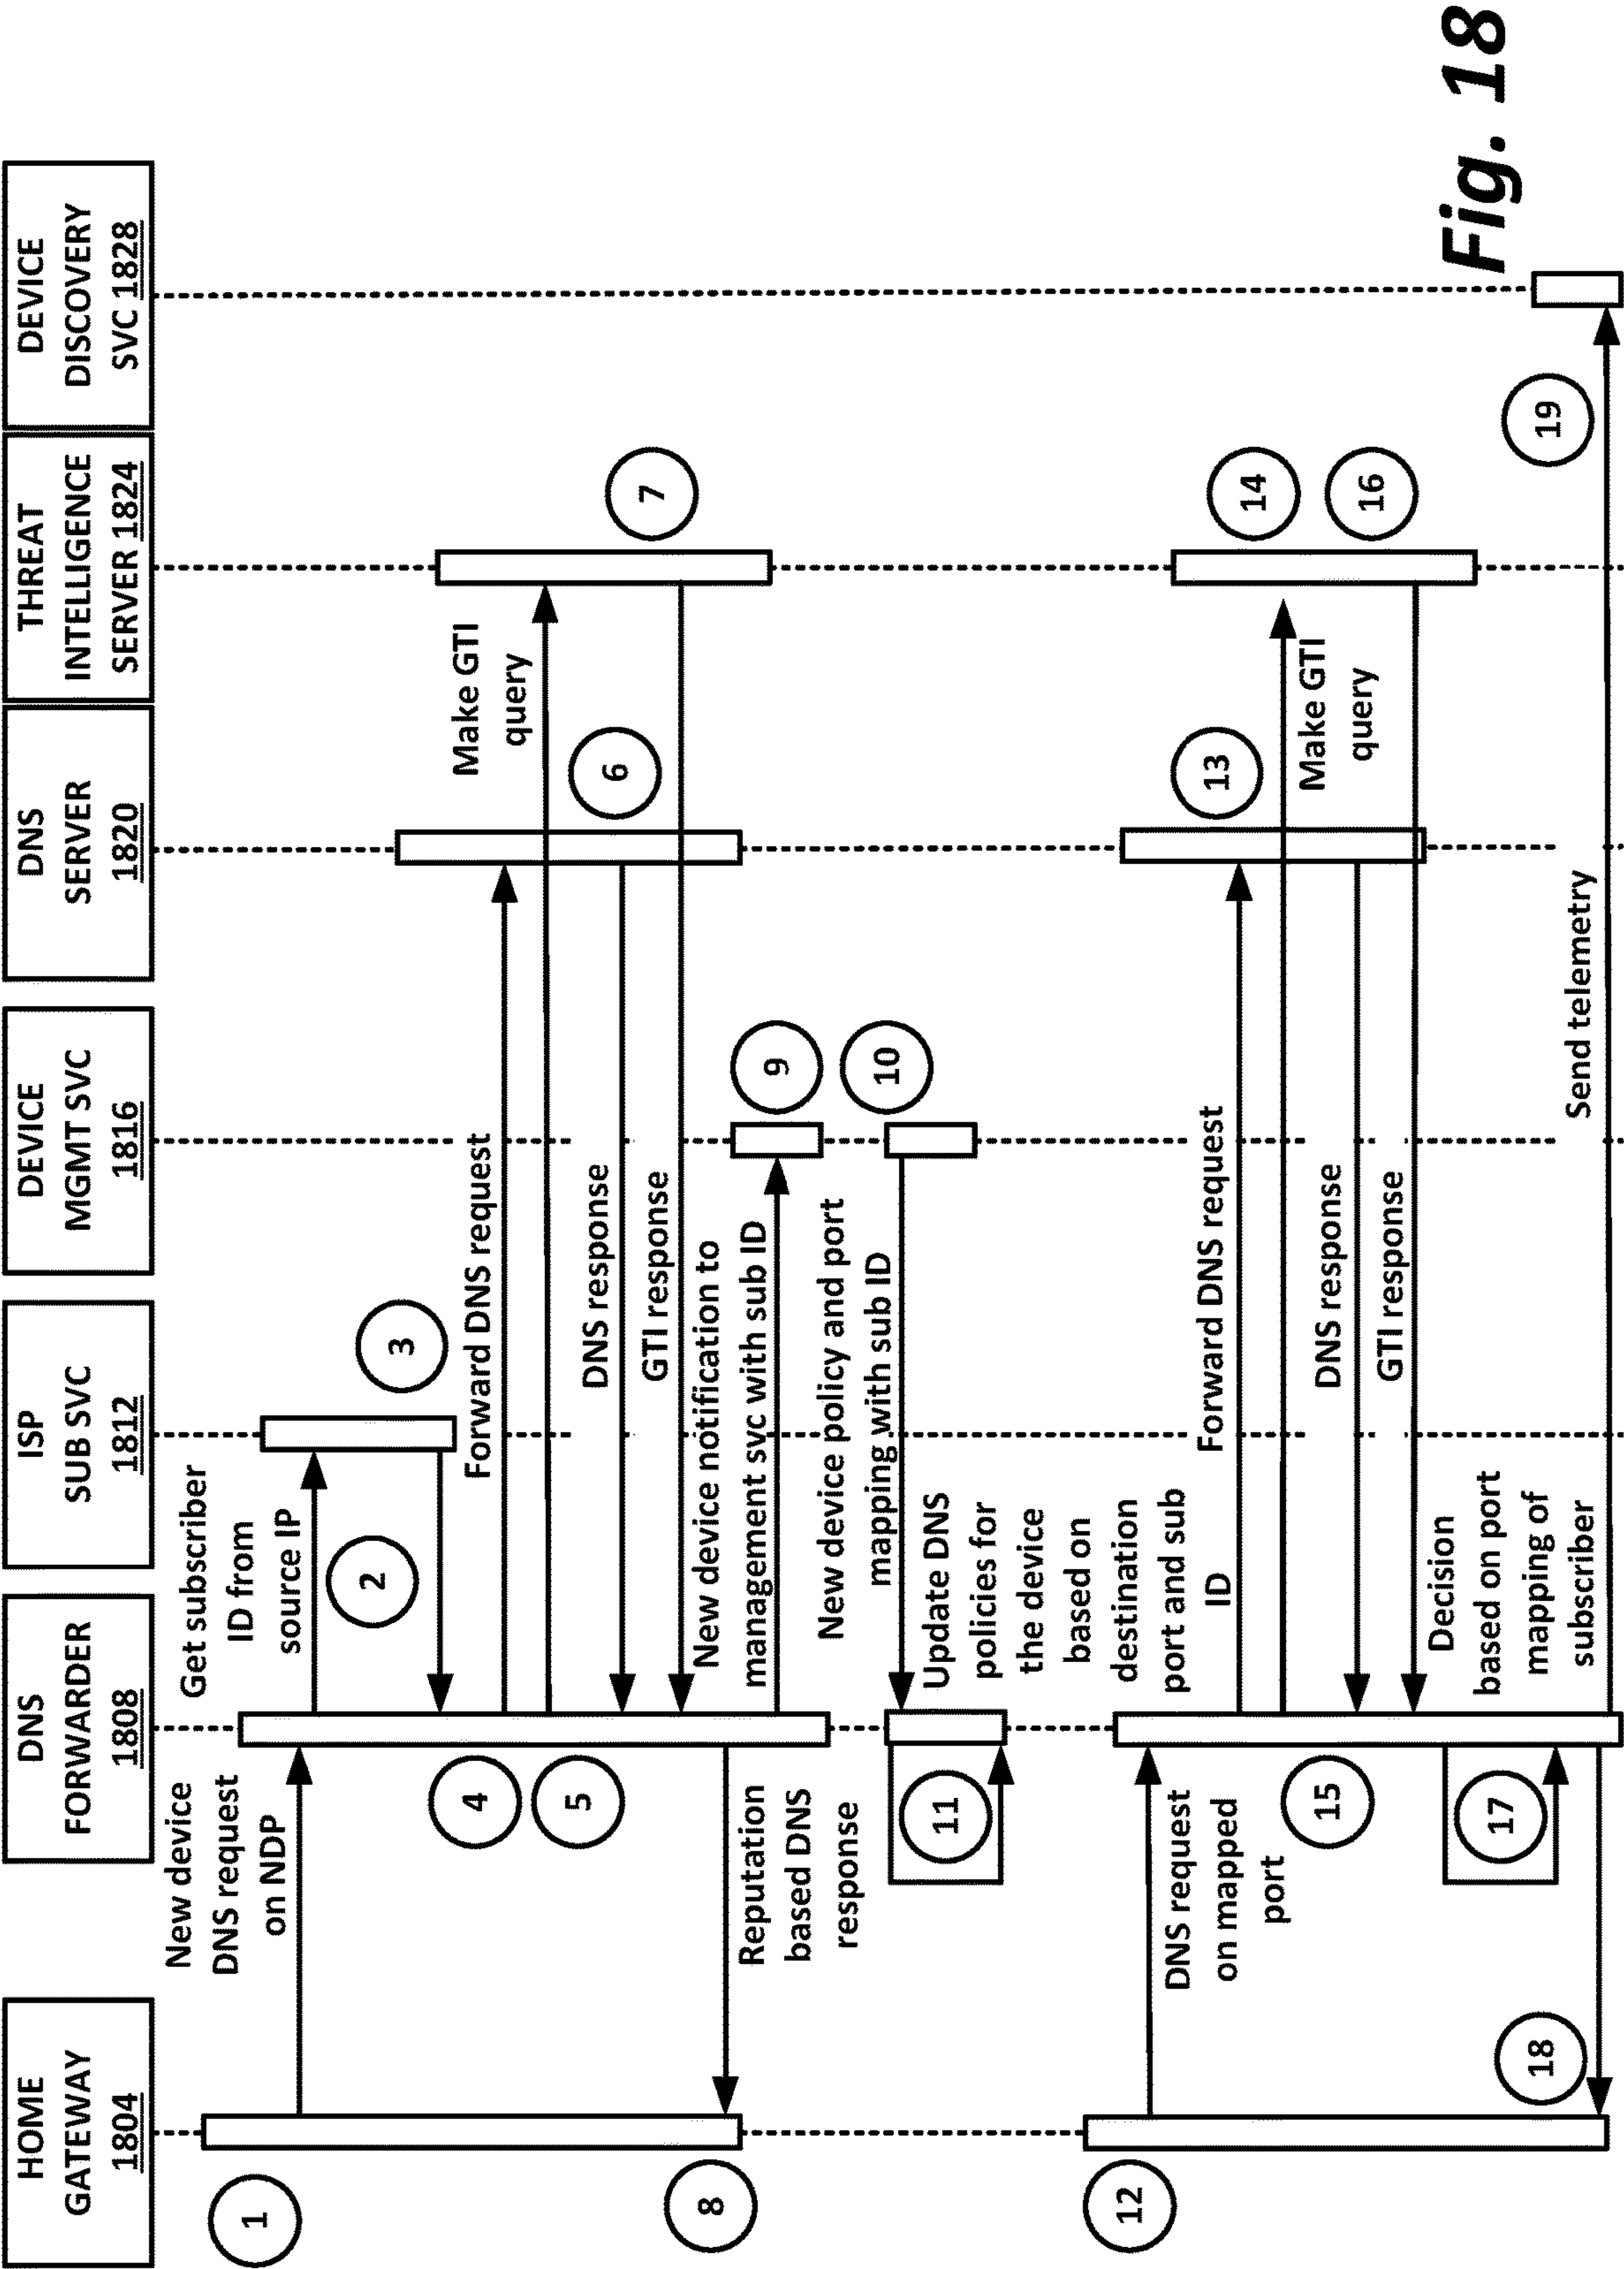 HOME
GATEWAY
1804
DNS
FORWARDER
1808
ISP
SUB SVC
1812
DEVICE
MGMT SVC
1816
DNS
SERVER
1820
THREAT
INTELLIGENCE
SERVER 1824
DEVICE
DISCOVERY
SVC 1828
1
New device
DNS request
on NDP
Get subscriber
ID from
source IP
2
3
4
Forward DNS request
5
Make GTI
query
6
DNS response
7
GTI response
8
Reputation
based DNS
response
New device notification to
management svc with sub ID
9
New device policy and port
mapping with sub ID
10
11
Update DNS
policies for
the device
based on
destination
port and sub
ID
12
DNS request
on mapped
port
Forward DNS request
13
14
Make GTI
query
15
DNS response
16
GTI response
17
Decision
based on port
mapping of
subscriber
18
Send telemetry
19
Fig. 18